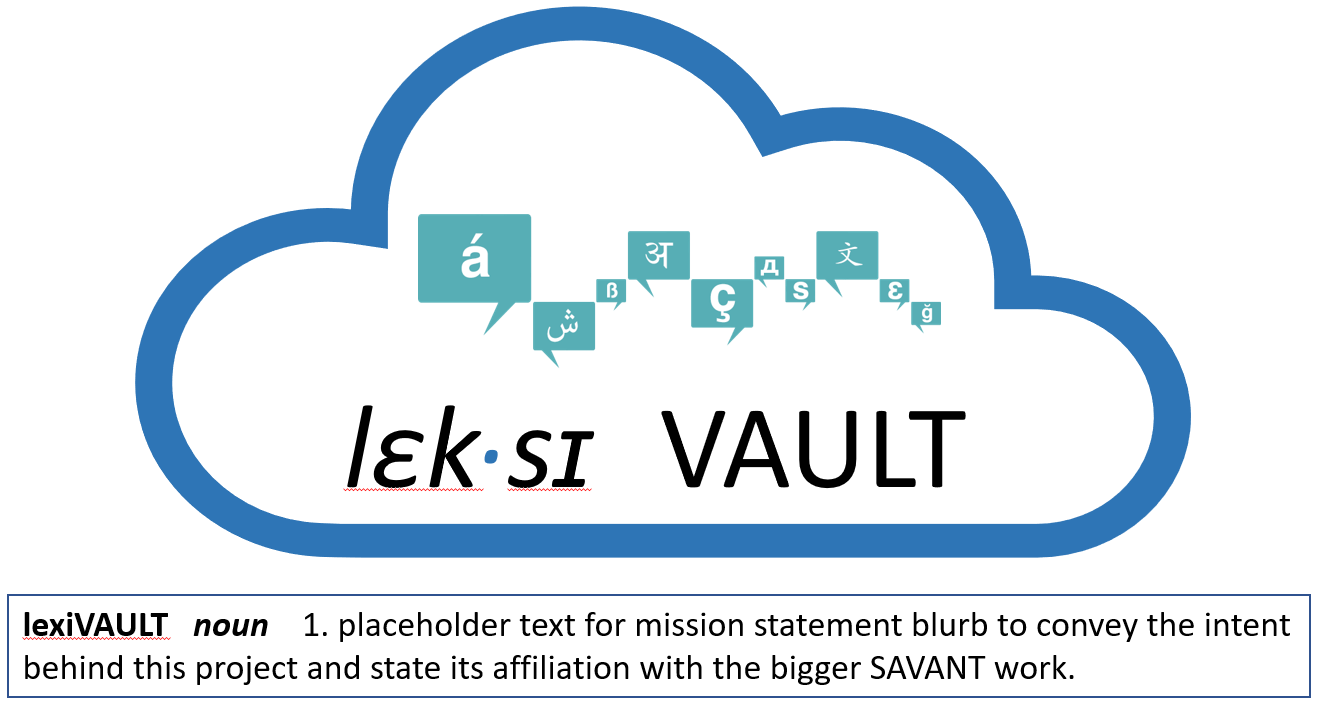 á
ش
ß
अ
ç
д
s
文
ε
ğ
lɛk·sɪ VAULT
lexiVAULT noun 1. placeholder text for mission statement blurb to convey the intent
behind this project and state its affiliation with the bigger SAVANT work.